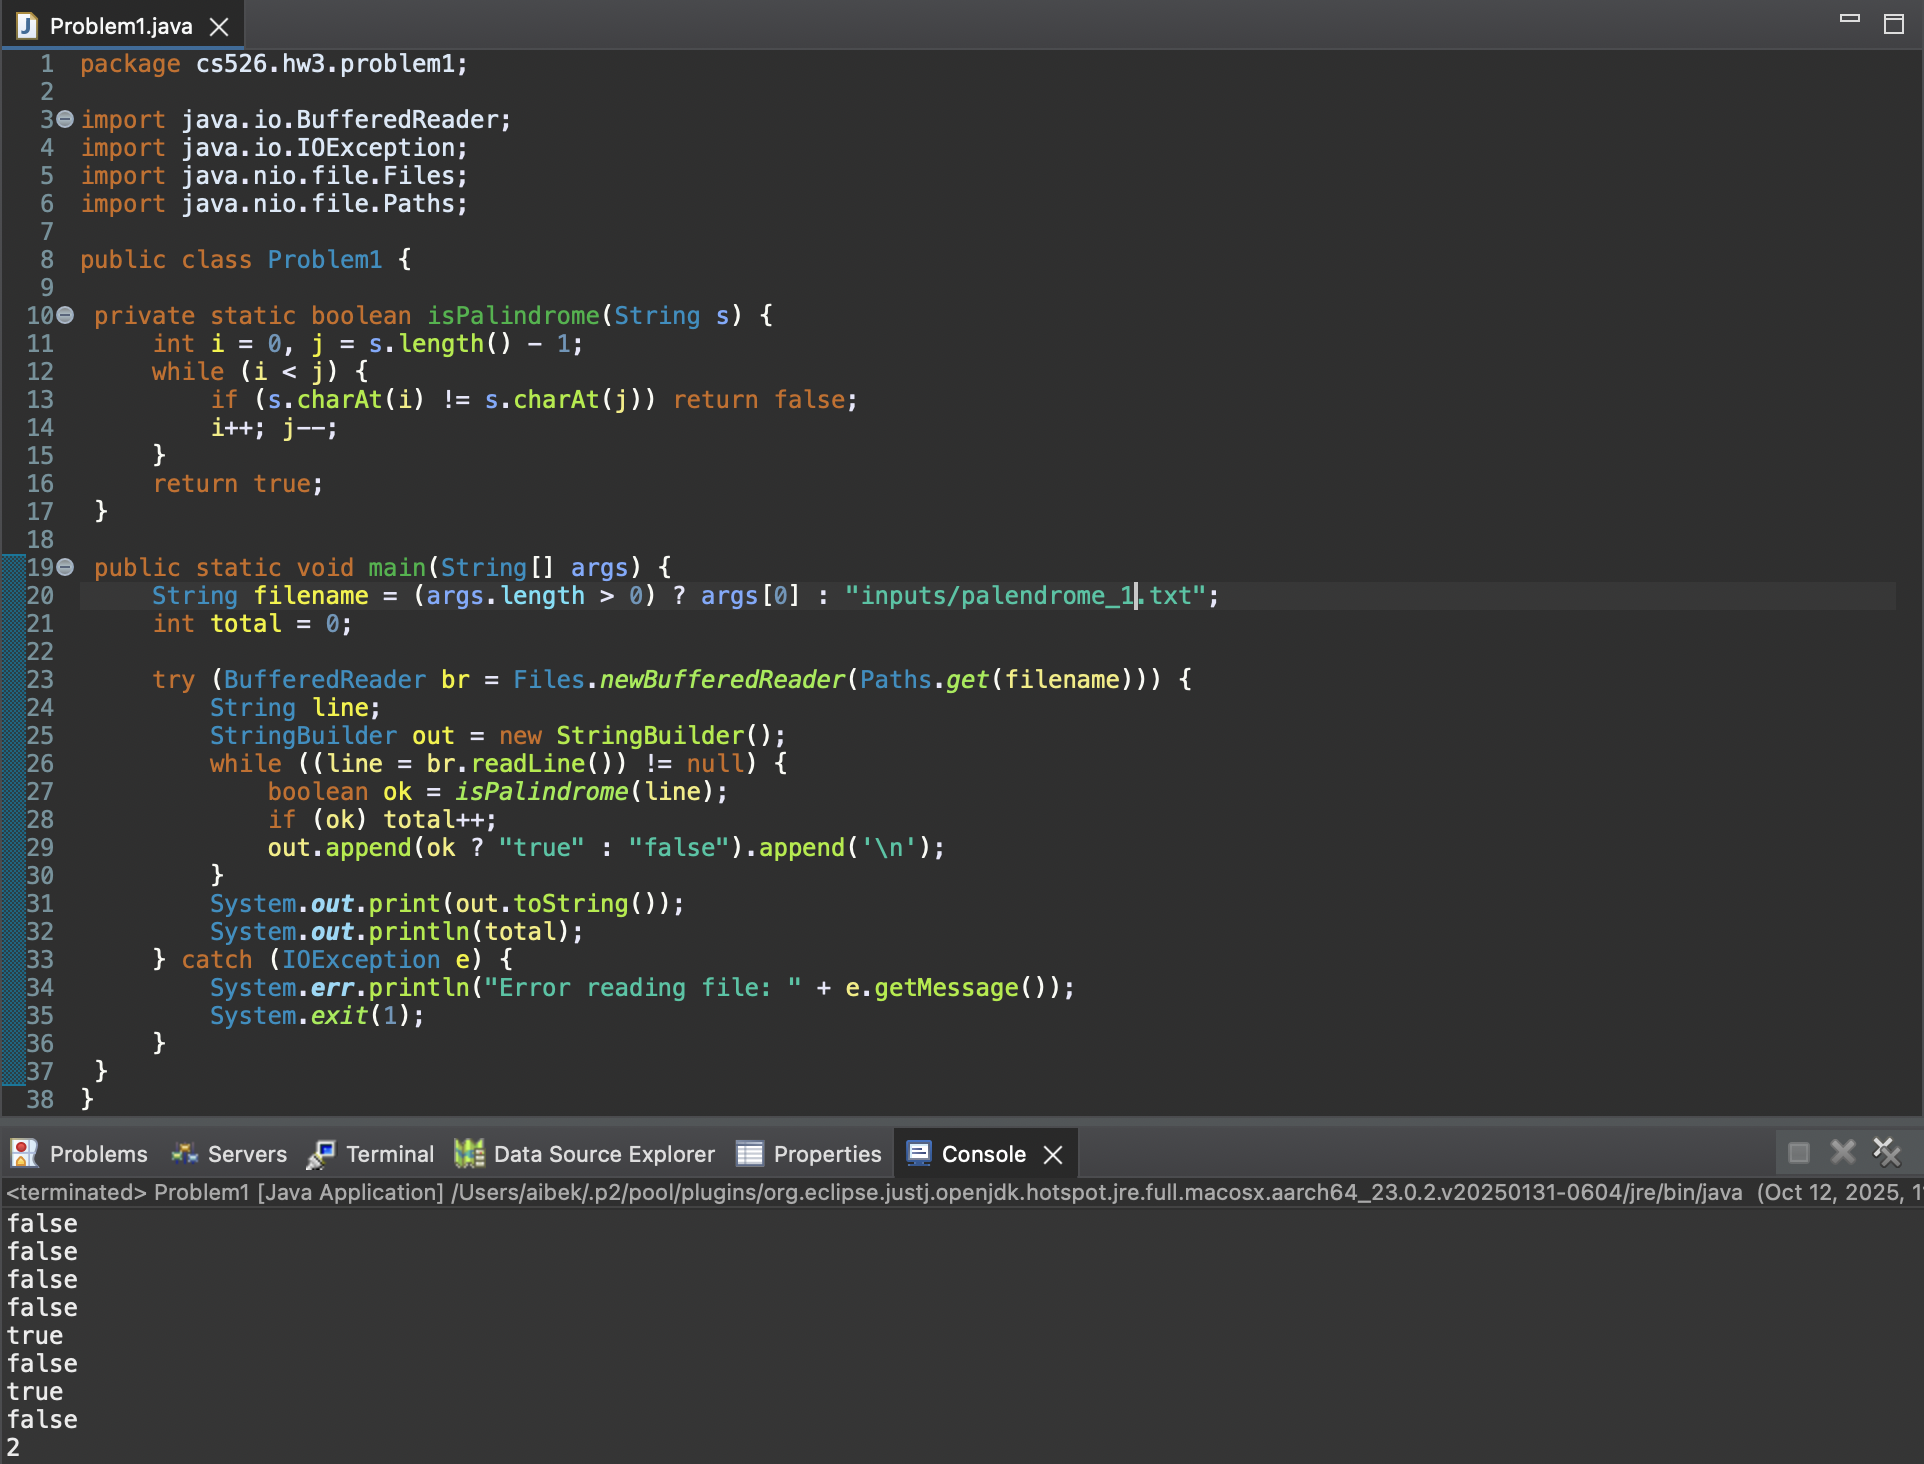 Problem1.java
1 package cs526.hw3.problem1;
2
3 import java.io.BufferedReader;
4 import java.io.IOException;
5 import java.nio.file.Files;
6 import java.nio.file.Paths;
7
8 public class Problem1 {
9
10 private static boolean isPalindrome(String s) {
11     int i = 0, j = s.length() - 1;
12     while (i < j) {
13         if (s.charAt(i) != s.charAt(j)) return false;
14         i++; j--;
15     }
16     return true;
17 }
18
19 public static void main(String[] args) {
20     String filename = (args.length > 0) ? args[0] : "inputs/palendrome_1.txt";
21     int total = 0;
22
23     try (BufferedReader br = Files.newBufferedReader(Paths.get(filename))) {
24         String line;
25         StringBuilder out = new StringBuilder();
26         while ((line = br.readLine()) != null) {
27             boolean ok = isPalindrome(line);
28             if (ok) total++;
29             out.append(ok ? "true" : "false").append('\n');
30         }
31         System.out.print(out.toString());
32         System.out.println(total);
33     } catch (IOException e) {
34         System.err.println("Error reading file: " + e.getMessage());
35         System.exit(1);
36     }
37 }
38 }
Problems Servers Terminal Data Source Explorer Properties Console
<terminated> Problem1 [Java Application] /Users/aibek/.p2/pool/plugins/org.eclipse.justj.openjdk.hotspot.jre.full.macosx.aarch64_23.0.2.v20250131-0604/jre/bin/java (Oct 12, 2025,
false
false
false
false
true
false
true
false
2